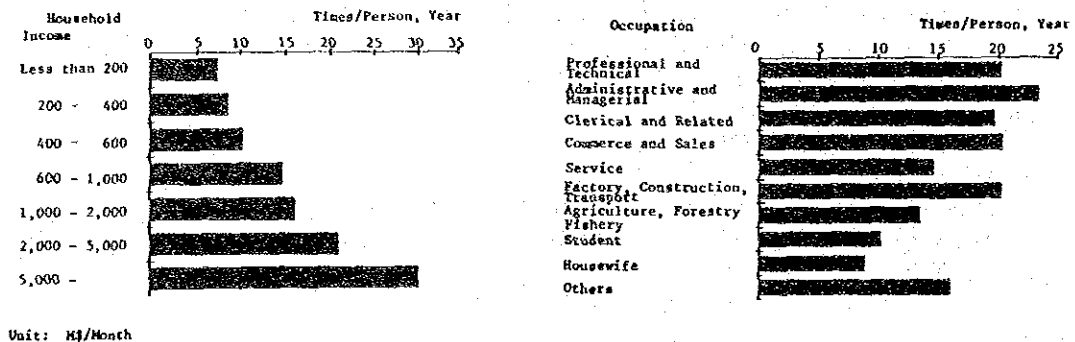 Household
Income
Times/Person, Year
0 5 10 15 20 25 30 35
Less than 200
200 - 400
400 - 600
600 - 1,000
1,000 - 2,000
2,000 - 5,000
5,000 -
Unit: M$/Month
Occupation
Times/Person, Year
0 5 10 15 20 25
Professional and
Technical
Administrative and
Managerial
Clerical and Related
Commerce and Sales
Service
Factory, Construction,
Transport
Agriculture, Forestry
Fishery
Student
Housewife
Others